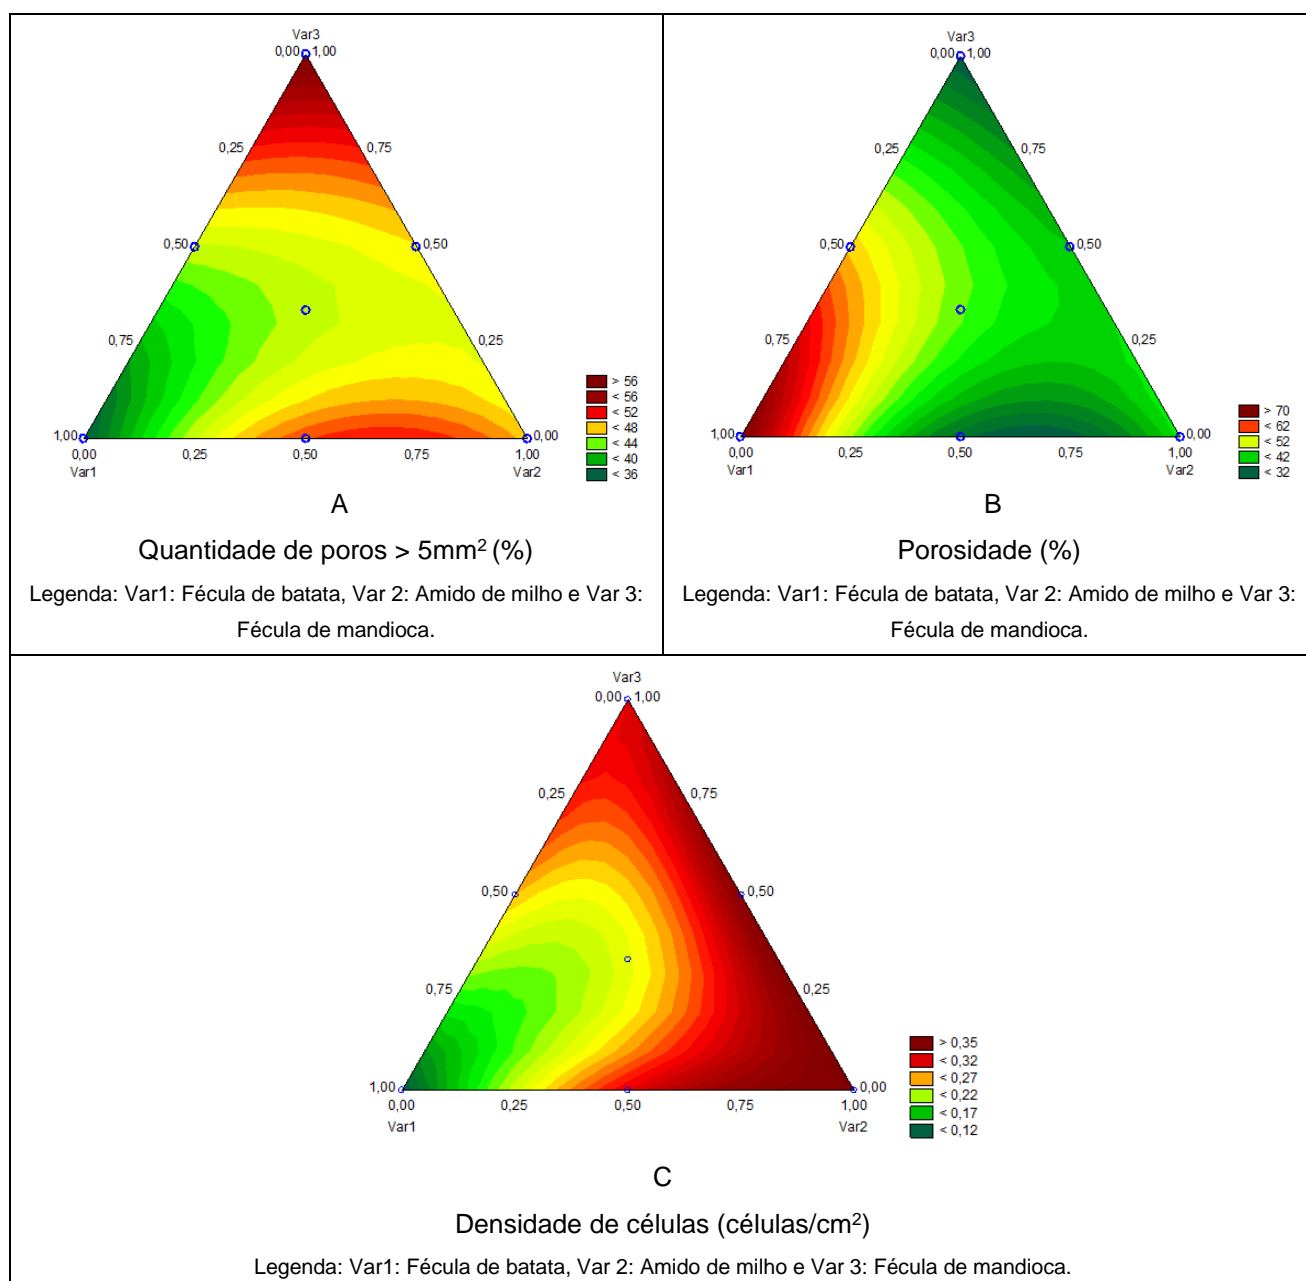 Var3
0,00 1,00
0,25 0,75
0,50 0,50
0,75 0,25
1,00 0,00
0,00 0,25 0,50 0,75 1,00
Var1 Var2
> 56
< 56
< 52
< 48
< 44
< 40
< 36
A
Quantidade de poros > 5mm² (%)
Legenda: Var1: Fécula de batata, Var 2: Amido de milho e Var 3:
Fécula de mandioca.
Var3
0,00 1,00
0,25 0,75
0,50 0,50
0,75 0,25
1,00 0,00
0,00 0,25 0,50 0,75 1,00
Var1 Var2
> 70
< 62
< 52
< 42
< 32
B
Porosidade (%)
Legenda: Var1: Fécula de batata, Var 2: Amido de milho e Var 3:
Fécula de mandioca.
Var3
0,00 1,00
0,25 0,75
0,50 0,50
0,75 0,25
1,00 0,00
0,00 0,25 0,50 0,75 1,00
Var1 Var2
> 0,35
< 0,32
< 0,27
< 0,22
< 0,17
< 0,12
C
Densidade de células (células/cm²)
Legenda: Var1: Fécula de batata, Var 2: Amido de milho e Var 3: Fécula de mandioca.